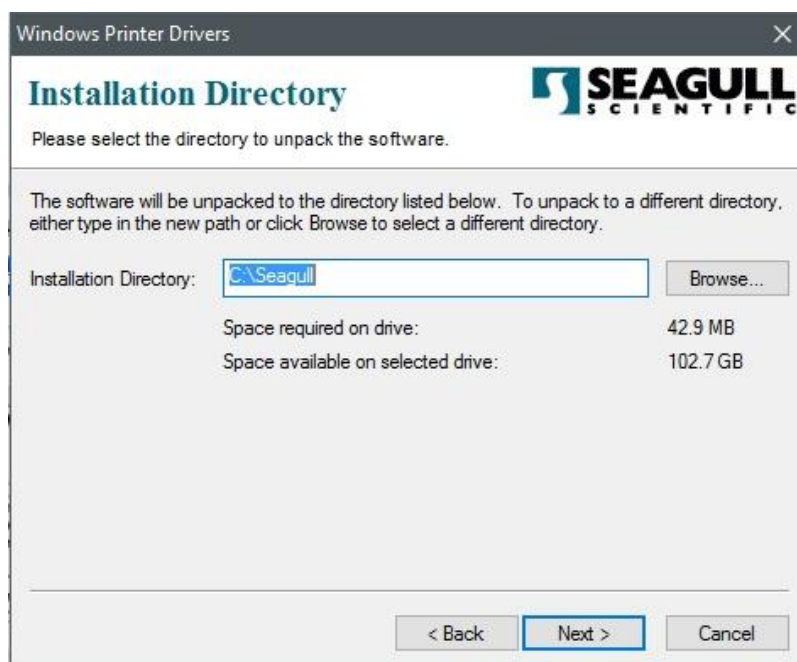 Windows Printer Drivers
Installation Directory
SEAGULL
SCIENTIFIC
Please select the directory to unpack the software.
The software will be unpacked to the directory listed below. To unpack to a different directory,
either type in the new path or click Browse to select a different directory.
Installation Directory: C:\Seagull Browse...
Space required on drive: 42.9 MB
Space available on selected drive: 102.7 GB
< Back Next > Cancel